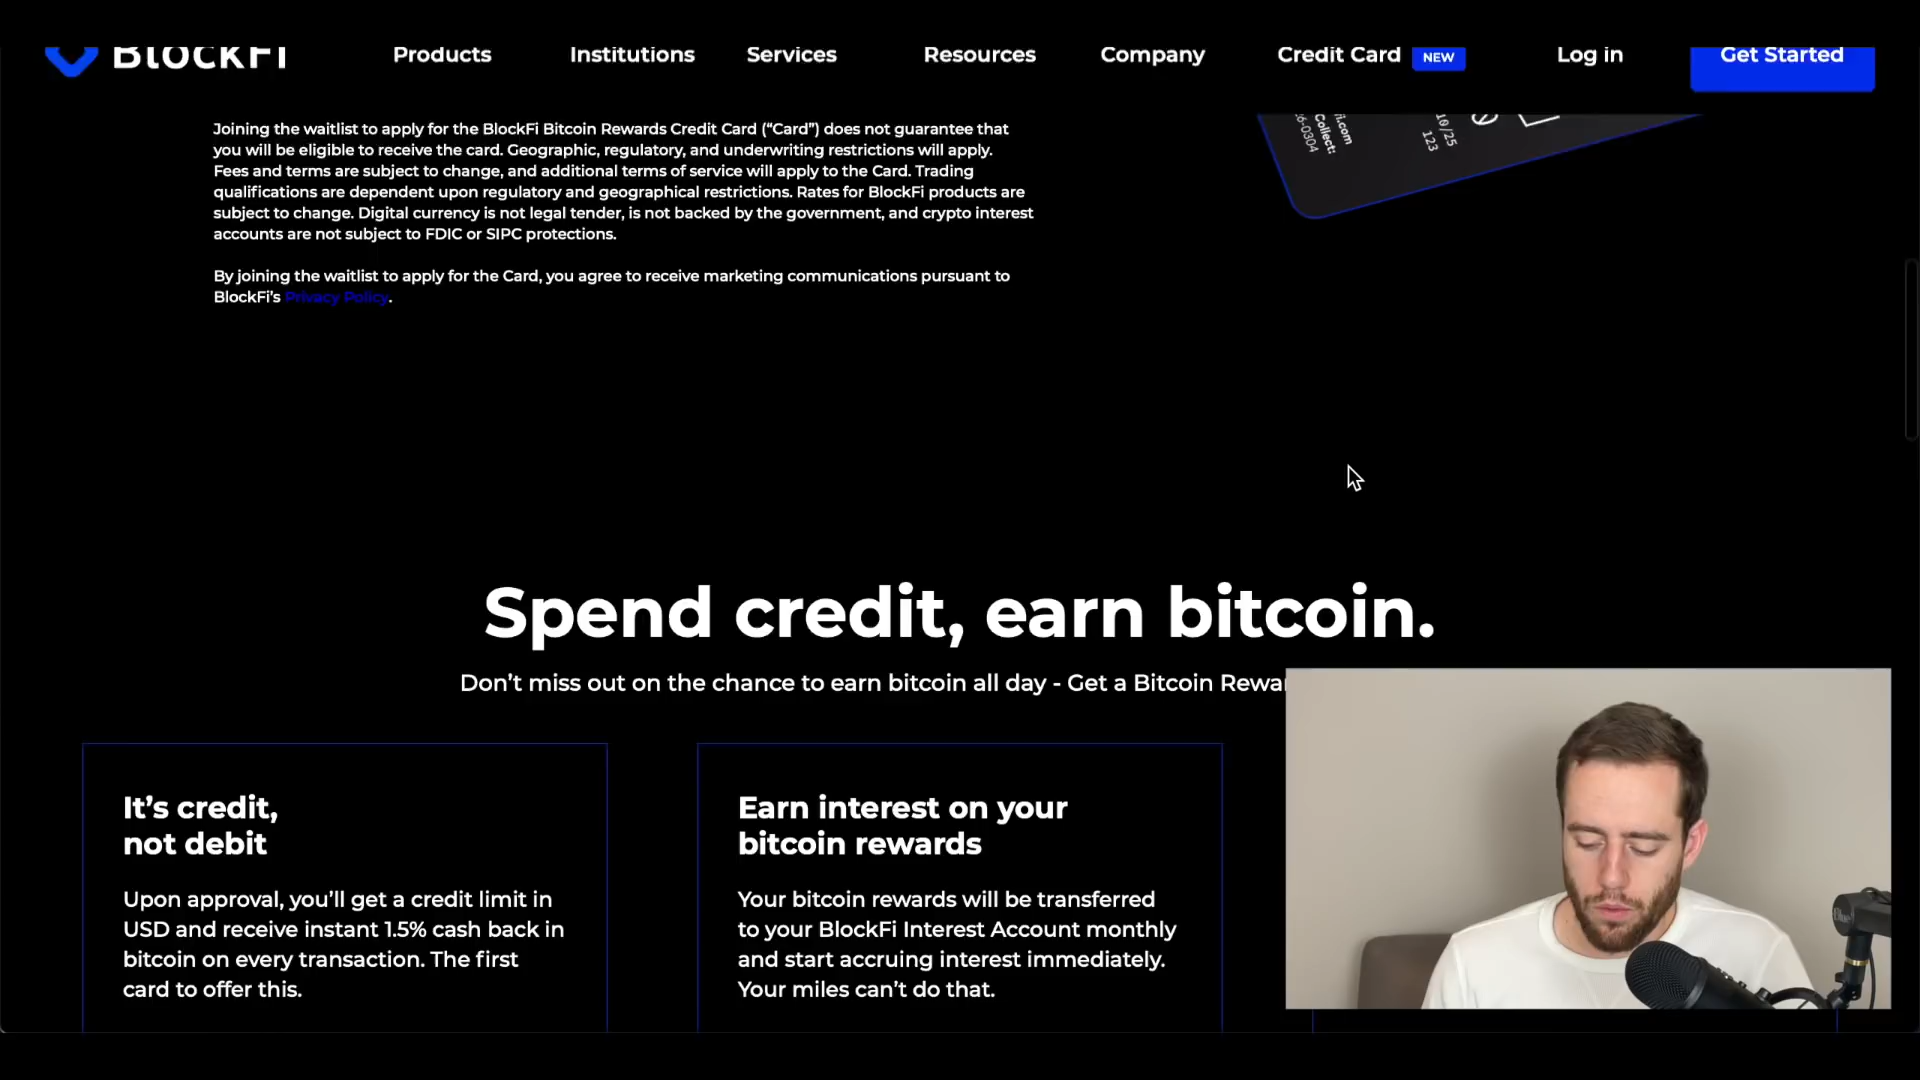 BlockFi
Products
Institutions
Services
Resources
Company
Credit Card
NEW
Log in
Get Started
Joining the waitlist to apply for the BlockFi Bitcoin Rewards Credit Card (“Card”) does not guarantee that
you will be eligible to receive the card. Geographic, regulatory, and underwriting restrictions will apply.
Fees and terms are subject to change, and additional terms of service will apply to the Card. Trading
qualifications are dependent upon regulatory and geographical restrictions. Rates for BlockFi products are
subject to change. Digital currency is not legal tender, is not backed by the government, and crypto interest
accounts are not subject to FDIC or SIPC protections.
By joining the waitlist to apply for the Card, you agree to receive marketing communications pursuant to
BlockFi’s Privacy Policy.
6-0304
Collect:
i.com
10/25
123
Spend credit, earn bitcoin.
Don’t miss out on the chance to earn bitcoin all day - Get a Bitcoin
It’s credit,
not debit
Upon approval, you’ll get a credit limit in
USD and receive instant 1.5% cash back in
bitcoin on every transaction. The first
card to offer this.
Earn interest on your
bitcoin rewards
Your bitcoin rewards will be transferred
to your BlockFi Interest Account monthly
and start accruing interest immediately.
Your miles can’t do that.
Blue